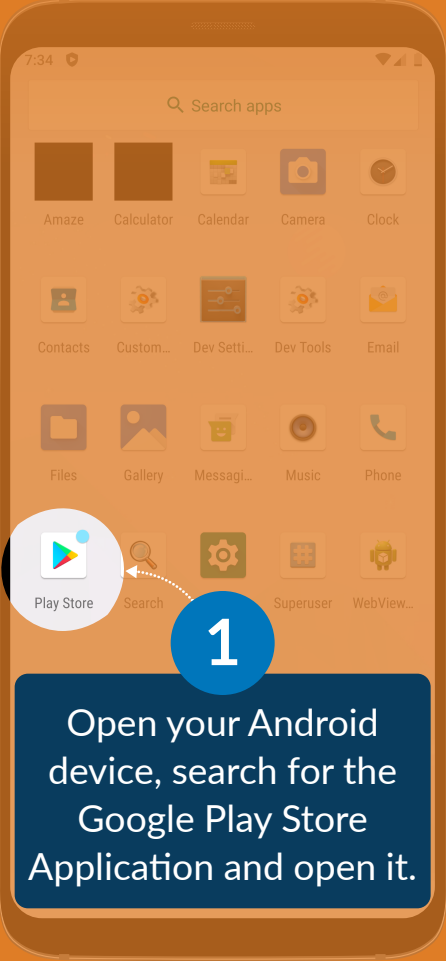 7:34
Search apps
Amaze Calculator Calendar Camera Clock
Contacts Custom... Dev Setti... Dev Tools Email
Files Gallery Messagi... Music Phone
Play Store Search Superuser WebView...
1
Open your Android
device, search for the
Google Play Store
Application and open it.